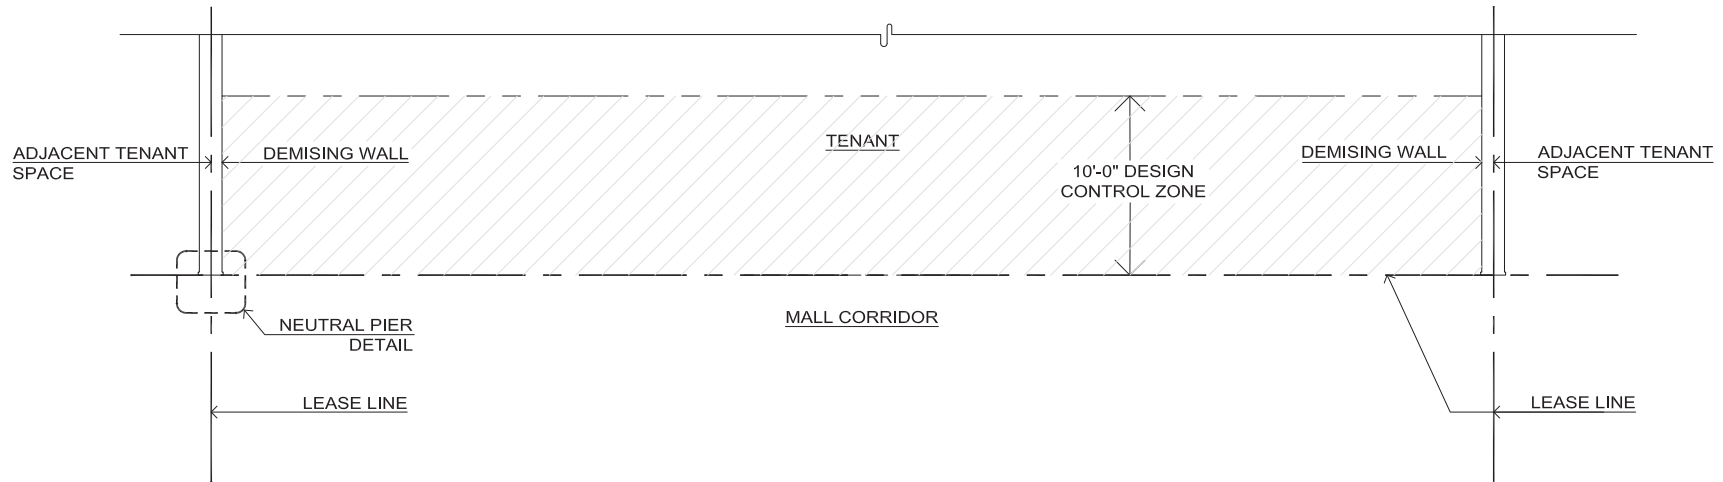 TENANT
ADJACENT TENANT
SPACE
DEMISING WALL
DEMISING WALL
ADJACENT TENANT
SPACE
10'-0" DESIGN
CONTROL ZONE
MALL CORRIDOR
NEUTRAL PIER
DETAIL
LEASE LINE
LEASE LINE